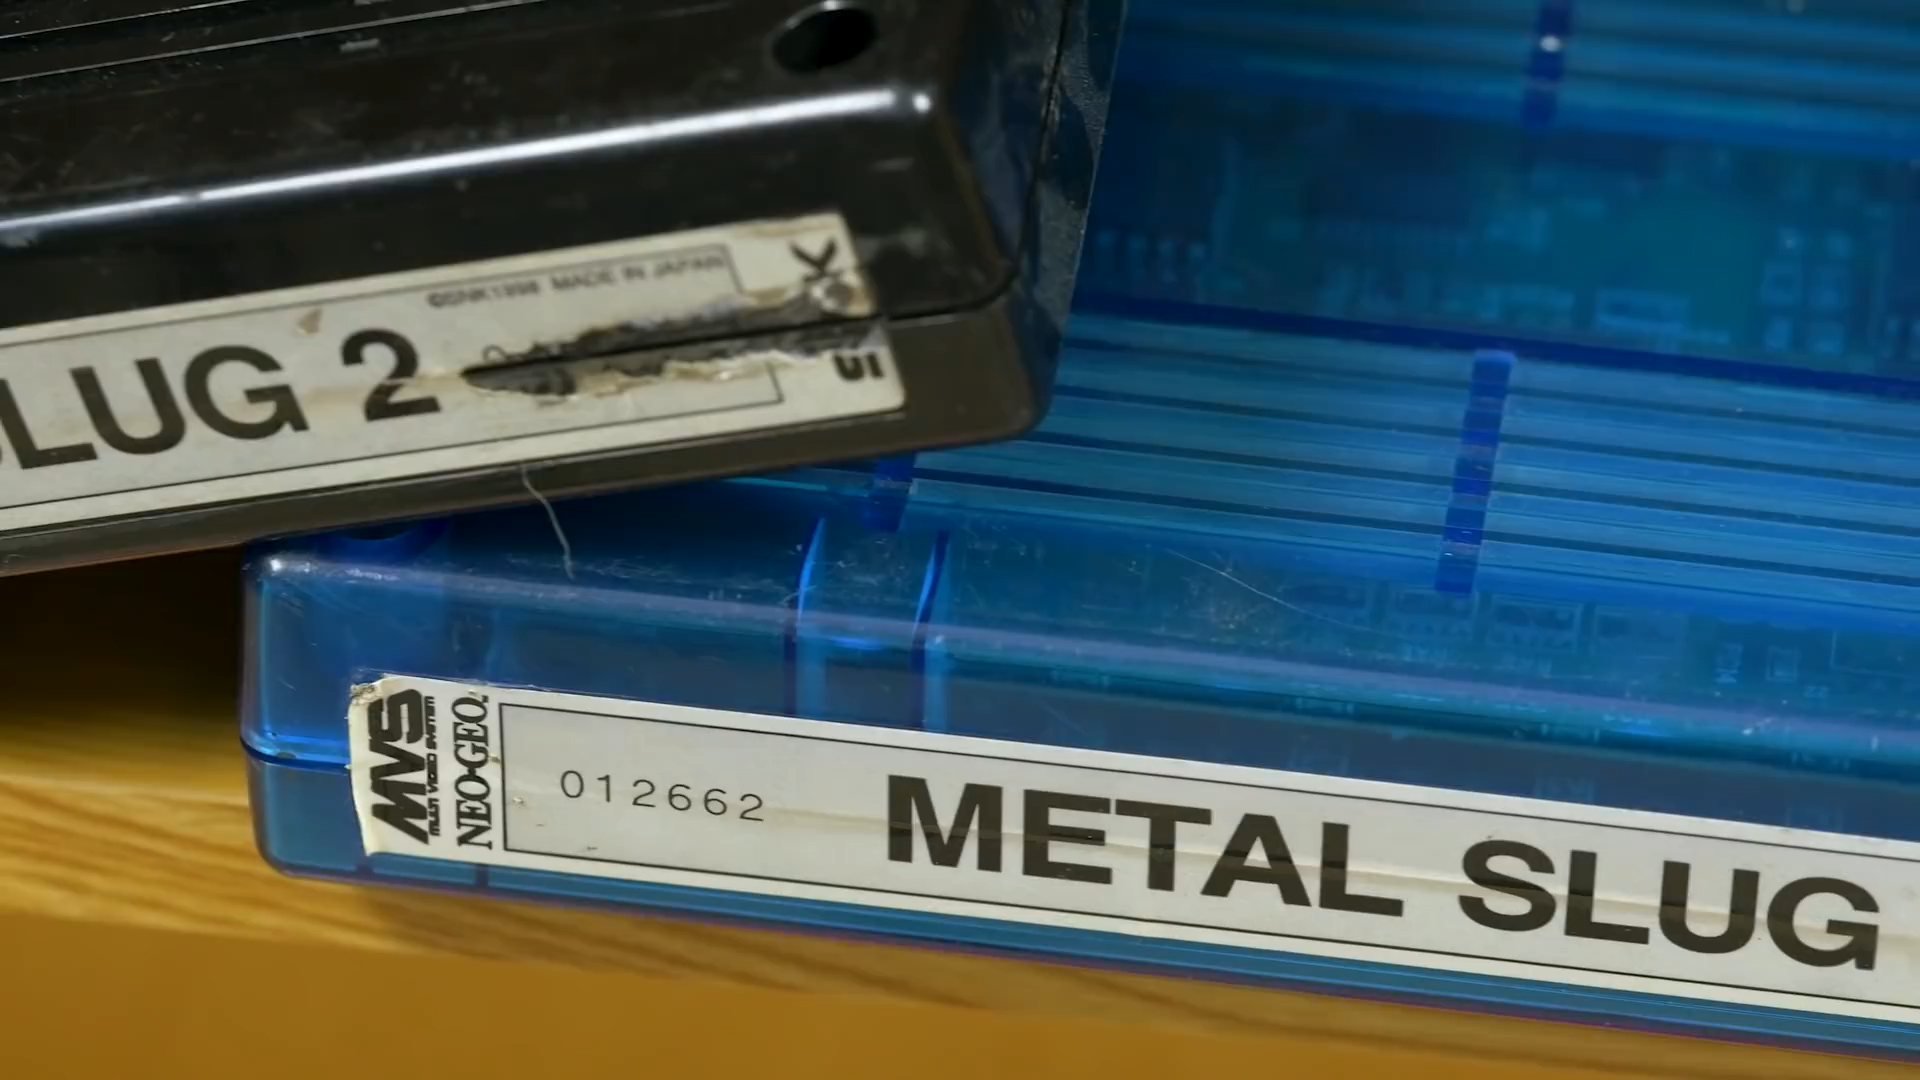 ©SNK1998 MADE IN JAPAN
SLUG 2
K
MVS
MULTI VIDEO SYSTEM
NEO·GEO
012662
METAL SLUG